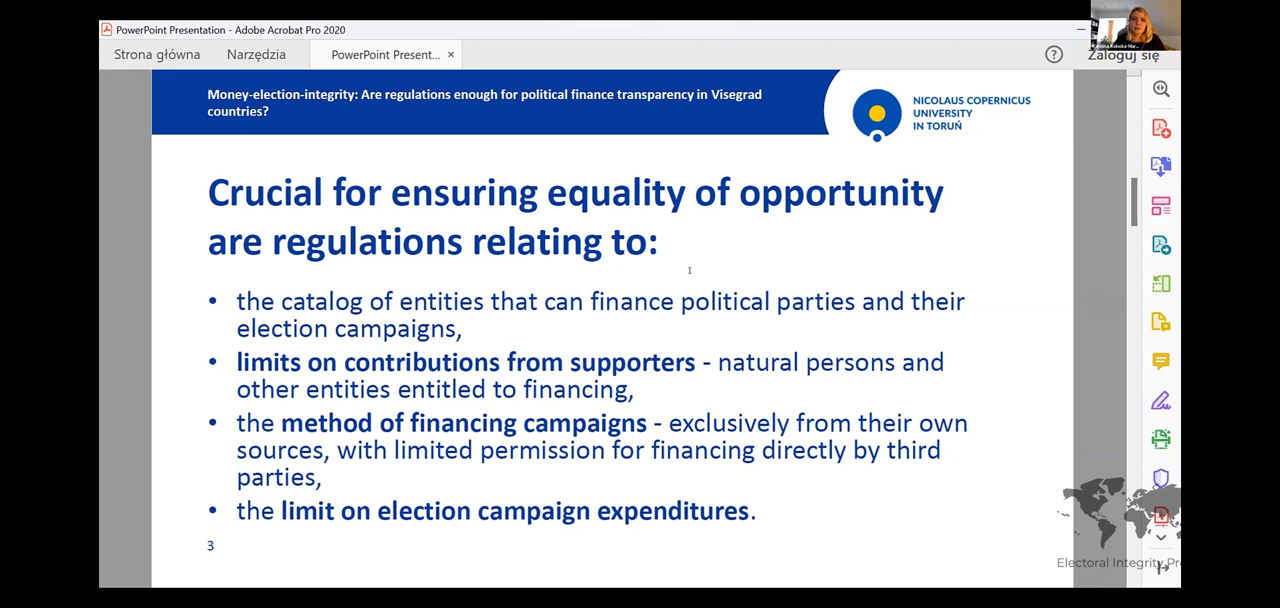 PowerPoint Presentation - Adobe Acrobat Pro 2020
Strona główna
Narzędzia
PowerPoint Present... ×
?
Zaloguj się
Money-election-integrity: Are regulations enough for political finance transparency in Visegrad
countries?
NICOLAUS COPERNICUS
UNIVERSITY
IN TORUŃ
Crucial for ensuring equality of opportunity
are regulations relating to:
• the catalog of entities that can finance political parties and their
election campaigns,
• limits on contributions from supporters - natural persons and
other entities entitled to financing,
• the method of financing campaigns - exclusively from their own
sources, with limited permission for financing directly by third
parties,
• the limit on election campaign expenditures.
3
Electoral Integrity Pr